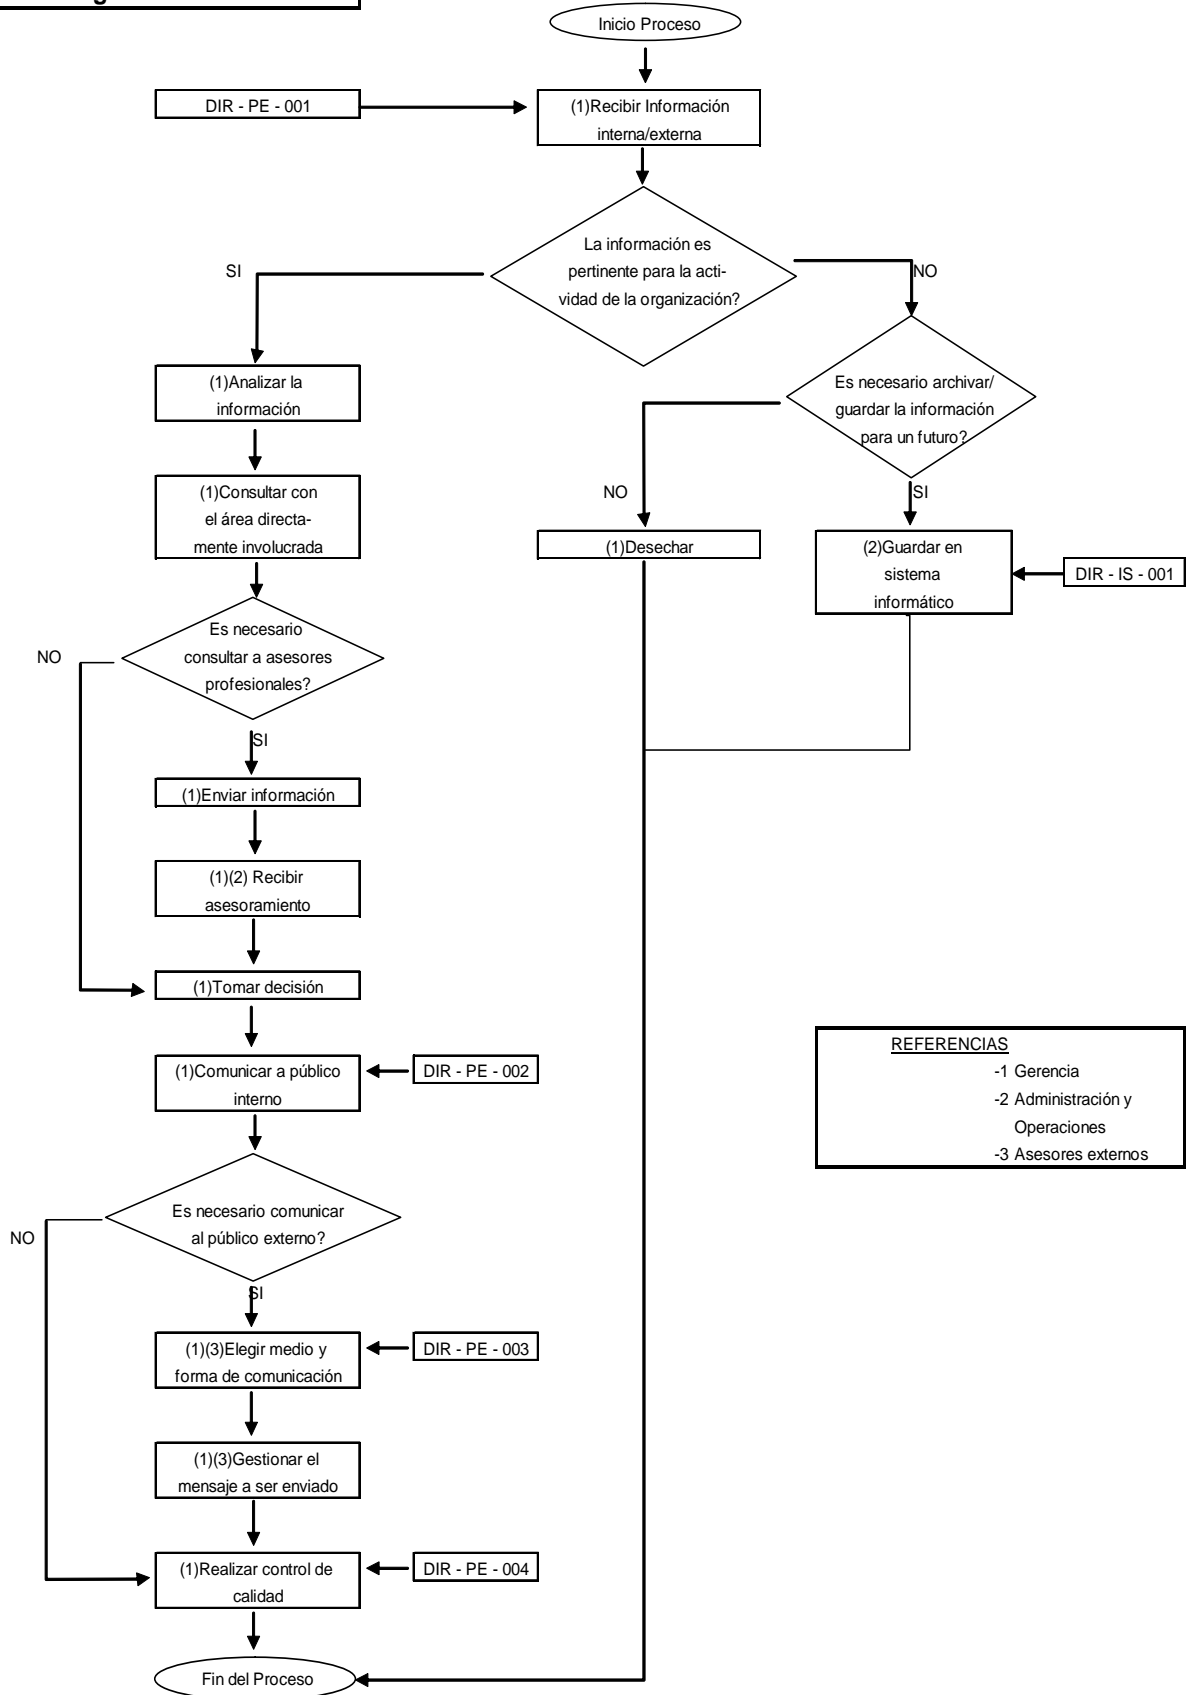 Inicio Proceso
DIR - PE - 001
(1)Recibir Información
interna/externa
La información es
pertinente para la acti-
vidad de la organización?
SI
NO
(1)Analizar la
información
Es necesario archivar/
guardar la información
para un futuro?
(1)Consultar con
el área directa-
mente involucrada
NO
SI
(1)Desechar
(2)Guardar en
sistema
informático
DIR - IS - 001
Es necesario
consultar a asesores
profesionales?
NO
SI
(1)Enviar información
(1)(2) Recibir
asesoramiento
(1)Tomar decisión
(1)Comunicar a público
interno
DIR - PE - 002
REFERENCIAS
-1 Gerencia
-2 Administración y
Operaciones
-3 Asesores externos
Es necesario comunicar
al público externo?
NO
SI
(1)(3)Elegir medio y
forma de comunicación
DIR - PE - 003
(1)(3)Gestionar el
mensaje a ser enviado
(1)Realizar control de
calidad
DIR - PE - 004
Fin del Proceso